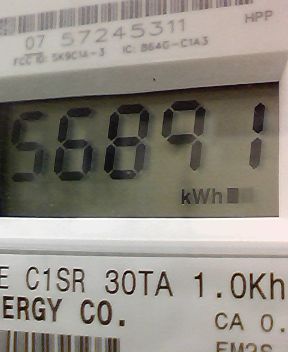 HPP
07 57245311
FCC ID: SK9C1A-3 IC: 864G-C1A3
56891
kWh
E C1SR 30TA 1.0Kh
ERGY CO.
CA 0.